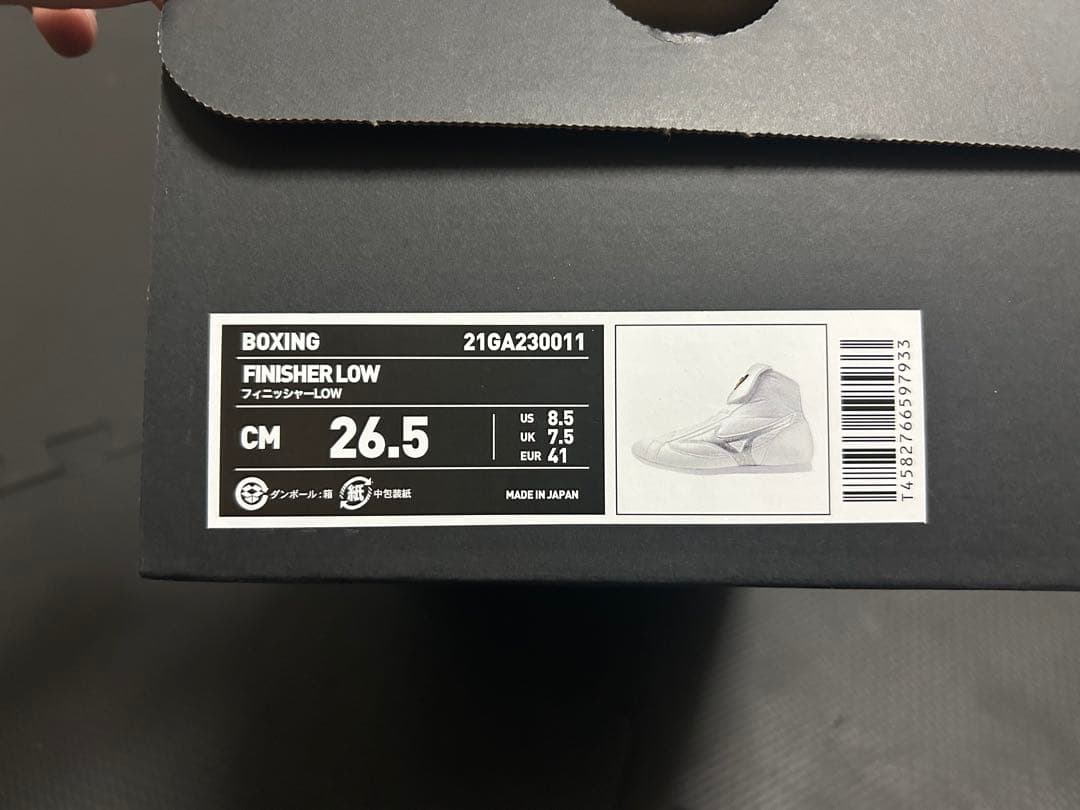 BOXING 21GA230011
FINISHER LOW
フィニッシャーLOW
CM 26.5
US 8.5
UK 7.5
EUR 41
ダンボール:箱 紙 中包装紙 MADE IN JAPAN
T4582766597933